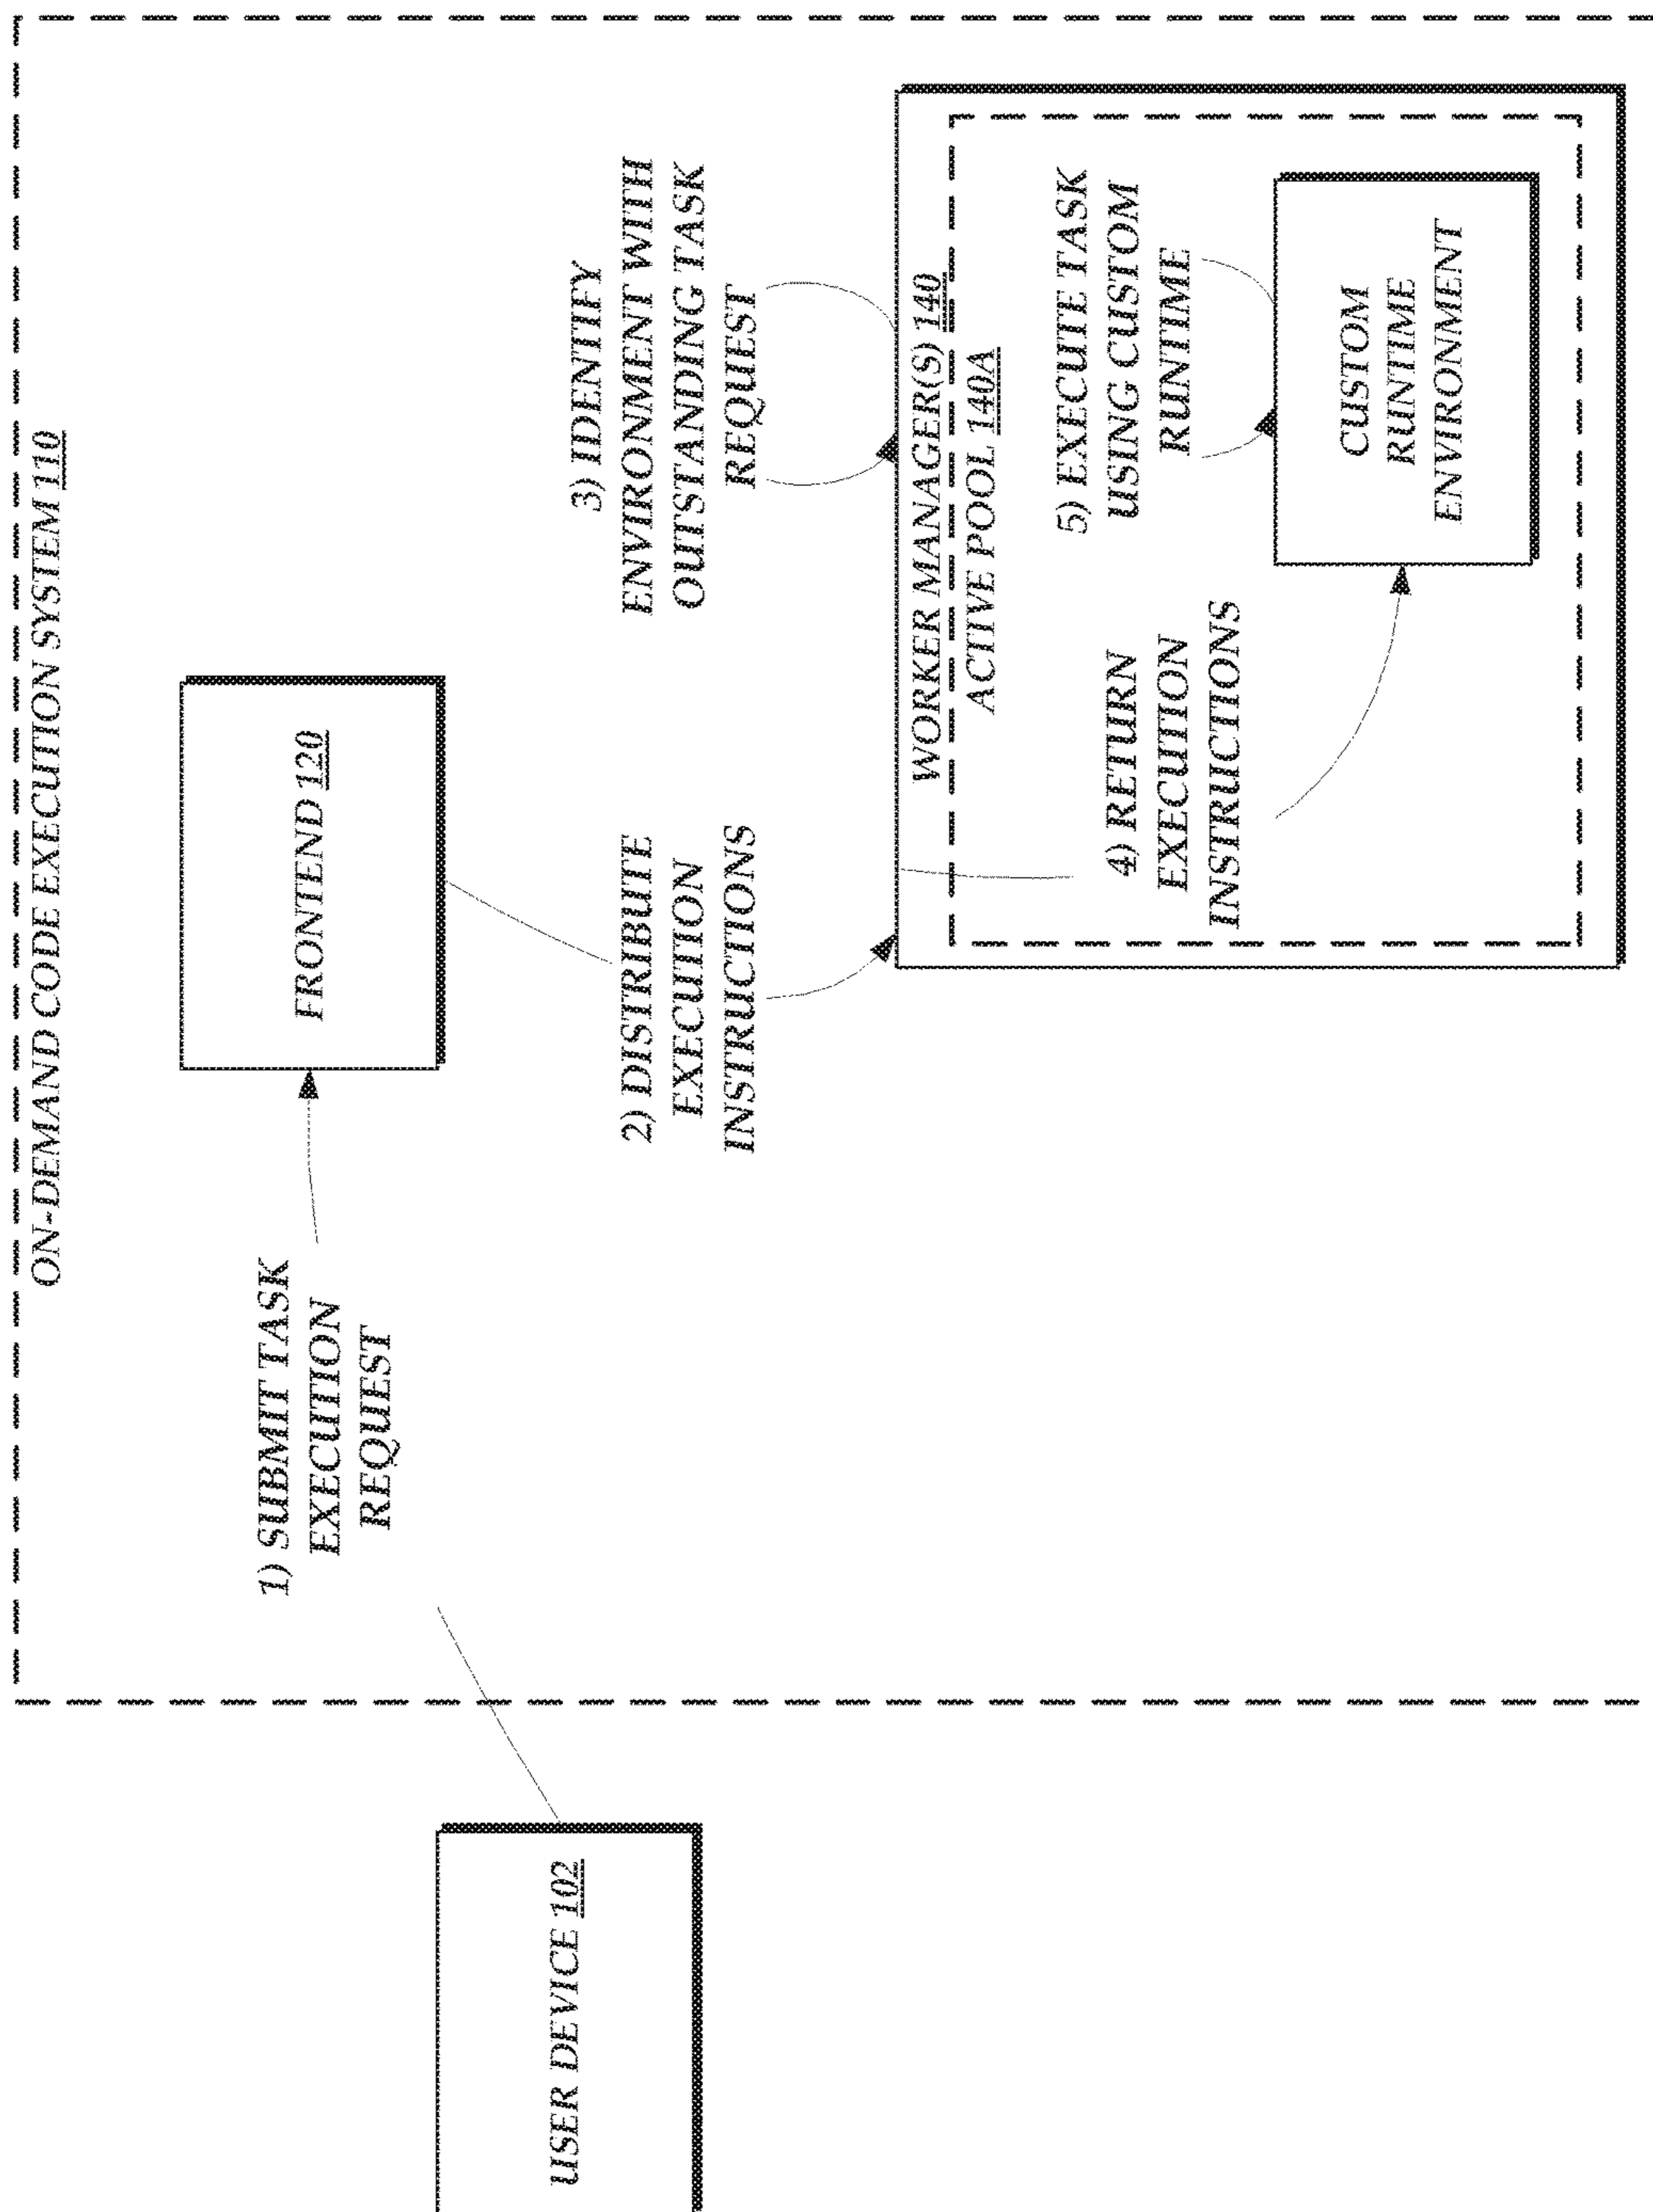 ON-DEMAND CODE EXECUTION SYSTEM 110
USER DEVICE 102
1) SUBMIT TASK
EXECUTION
REQUEST
FRONTEND 120
2) DISTRIBUTE
EXECUTION
INSTRUCTIONS
3) IDENTIFY
ENVIRONMENT WITH
OUTSTANDING TASK
REQUEST
WORKER MANAGER(S) 140
ACTIVE POOL 140A
4) RETURN
EXECUTION
INSTRUCTIONS
5) EXECUTE TASK
USING CUSTOM
RUNTIME
CUSTOM
RUNTIME
ENVIRONMENT